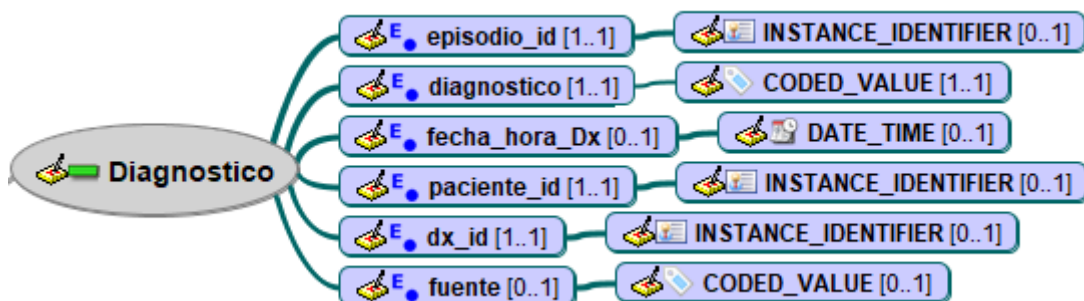 E episodio_id [1..1] INSTANCE_IDENTIFIER [0..1]
E diagnostico [1..1] CODED_VALUE [1..1]
E fecha_hora_Dx [0..1] DATE_TIME [0..1]
Diagnostico
E paciente_id [1..1] INSTANCE_IDENTIFIER [0..1]
E dx_id [1..1] INSTANCE_IDENTIFIER [0..1]
E fuente [0..1] CODED_VALUE [0..1]